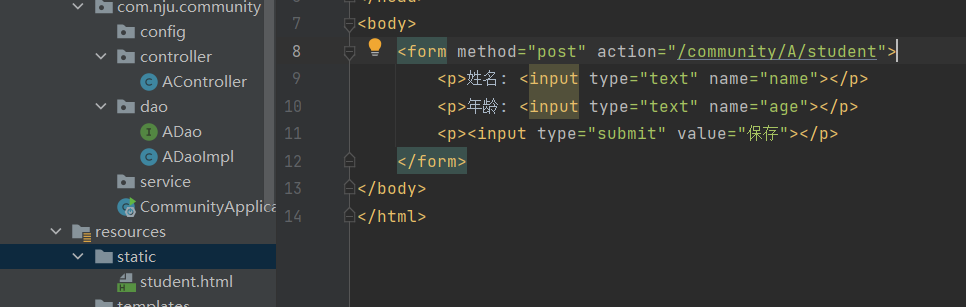 com.nju.community
config
controller
AController
dao
ADao
ADaoImpl
service
CommunityApplica
resources
static
student.html
templates
7 <body>
8 <form method="post" action="/community/A/student">
9 <p>姓名: <input type="text" name="name"></p>
10 <p>年龄: <input type="text" name="age"></p>
11 <p><input type="submit" value="保存"></p>
12 </form>
13 </body>
14 </html>